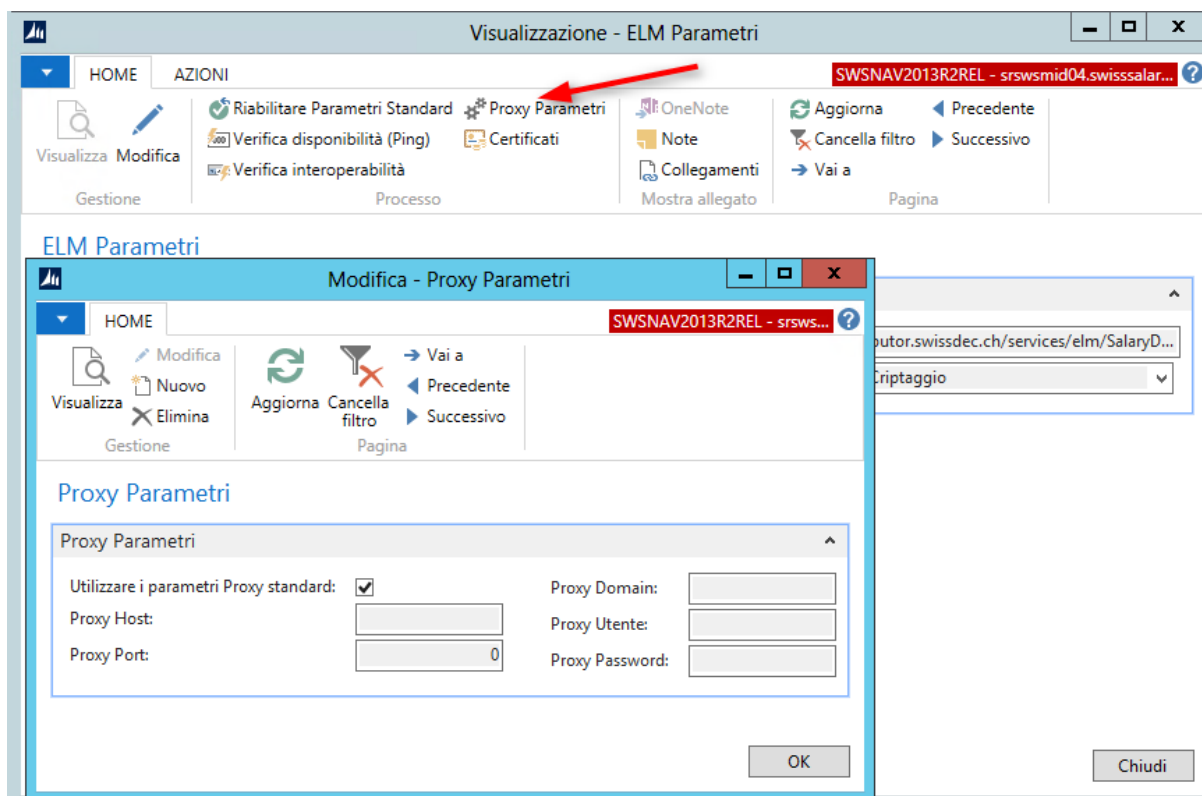 Visualizzazione - ELM Parametri
HOME AZIONI SWSNAV2013R2REL - srswsmid04.swisssalar...
Riabilitare Parametri Standard Proxy Parametri OneNote Aggiorna Precedente
Visualizza Modifica Verifica disponibilità (Ping) Certificati Note Cancella filtro Successivo
Verifica interoperabilità Collegamenti Vai a
Gestione Processo Mostra allegato Pagina
ELM Parametri
Modifica - Proxy Parametri
HOME SWSNAV2013R2REL - srsws...
butor.swissdec.ch/services/elm/SalaryD...
Criptaggio
Modifica Vai a
Visualizza Nuovo Aggiorna Cancella filtro Precedente
Elimina Successivo
Gestione Pagina
Proxy Parametri
Proxy Parametri
Utilizzare i parametri Proxy standard: Proxy Domain:
Proxy Host: Proxy Utente:
Proxy Port: 0 Proxy Password:
OK
Chiudi